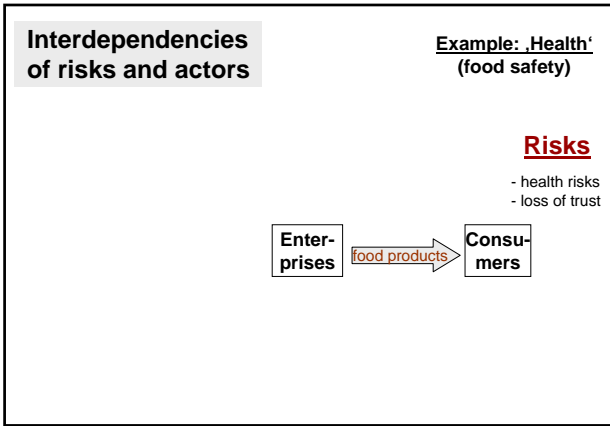 Interdependencies
of risks and actors
Example: ‚Health‘
(food safety)
Risks
- health risks
- loss of trust
Enter-
prises
food products
Consu-
mers